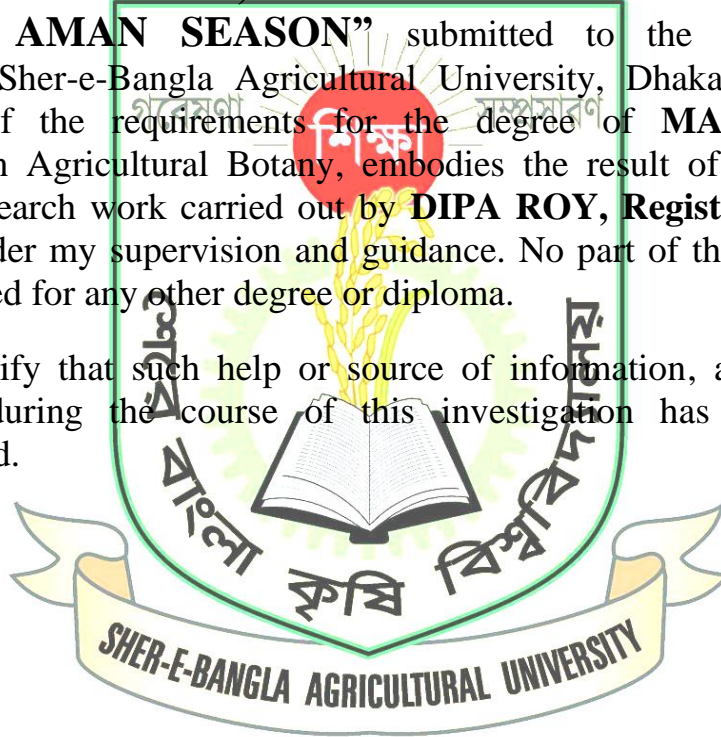 AMAN SEASON” submitted to the
Sher-e-Bangla Agricultural University, Dhaka
গবেষণা সম্প্রসারণ
শিক্ষা
f the requirements for the degree of MA
n Agricultural Botany, embodies the result of
earch work carried out by DIPA ROY, Regist
der my supervision and guidance. No part of th
ed for any other degree or diploma.
ify that such help or source of information, a
during the course of this investigation has
d.
শেরেবাংলা কৃষি বিশ্ববিদ্যালয়
SHER-E-BANGLA AGRICULTURAL UNIVERSITY